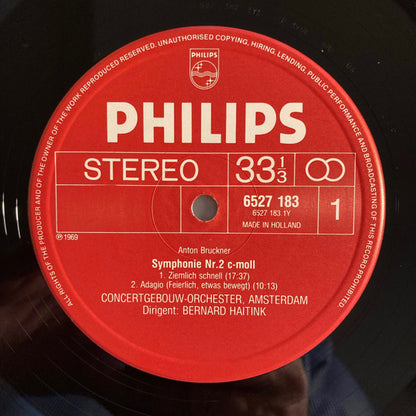 ALL RIGHTS OF THE PRODUCER AND OF THE OWNER OF THE WORK REPRODUCED RESERVED. UNAUTHORISED COPYING, HIRING, LENDING, PUBLIC PERFORMANCE AND BROADCASTING OF THIS RECORD PROHIBITED
PHILIPS
PHILIPS
STEREO 33 1/3
6527 183
6527 183.1Y
MADE IN HOLLAND
1
℗ 1969
Anton Bruckner
Symphonie Nr.2 c-moll
1. Ziemlich schnell (17:37)
2. Adagio (Feierlich, etwas bewegt) (10:13)
CONCERTGEBOUW-ORCHESTER, AMSTERDAM
Dirigent: BERNARD HAITINK